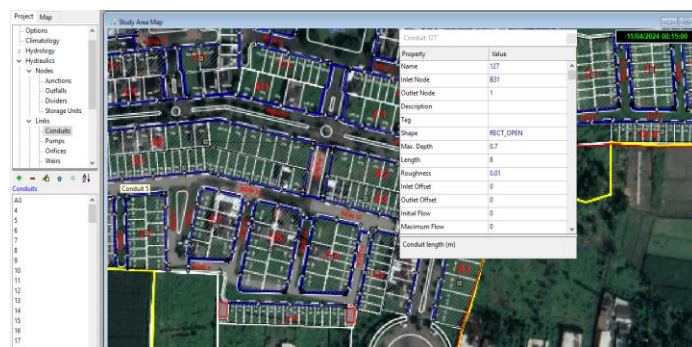 Project Map
Options
Climatology
Hydrology
Hydraulics
Nodes
Junctions
Outfalls
Dividers
Storage Units
Links
Conduits
Pumps
Orifices
Weirs
Conduits
Conduit 5
A3
4
5
6
7
8
9
10
11
12
13
14
15
16
17
Study Area Map
11/04/2024 00:15:00
Conduit 127
Property Value
Name 127
Inlet Node B31
Outlet Node 1
Description
Tag
Shape RECT_OPEN
Max. Depth 0.7
Length 8
Roughness 0.01
Inlet Offset 0
Outlet Offset 0
Initial Flow 0
Maximum Flow 0
Conduit length (m)
ROW 12